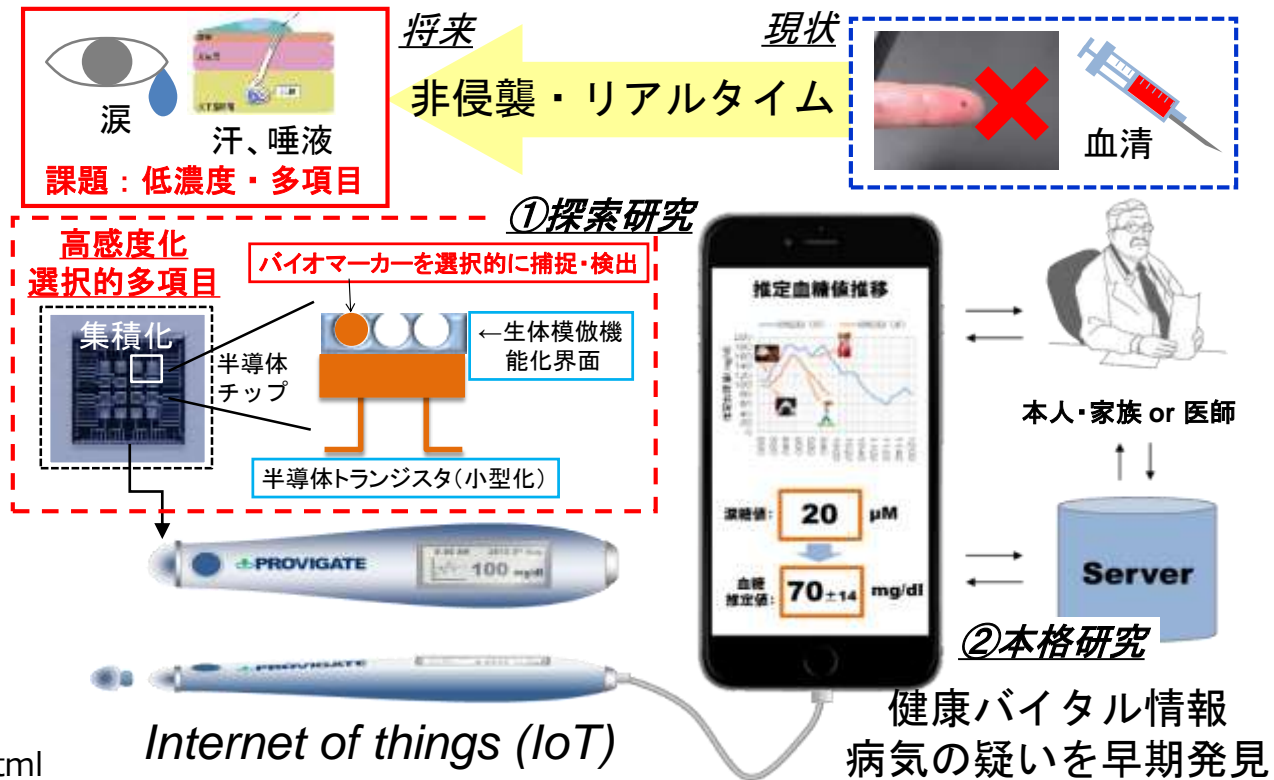 将来
現状
非侵襲・リアルタイム
涙
汗、唾液
課題：低濃度・多項目
血清
①探索研究
高感度化
選択的多項目
バイオマーカーを選択的に捕捉・検出
集積化
半導体
チップ
←生体模倣機
能化界面
半導体トランジスタ（小型化）
推定血糖値推移
涙糖値:
20
μM
血糖
推定値:
70±14
mg/dl
本人・家族 or 医師
Server
②本格研究
PROVIGATE
100 mg/dl
PROVIGATE
健康バイタル情報
病気の疑いを早期発見
Internet of things (IoT)
tml